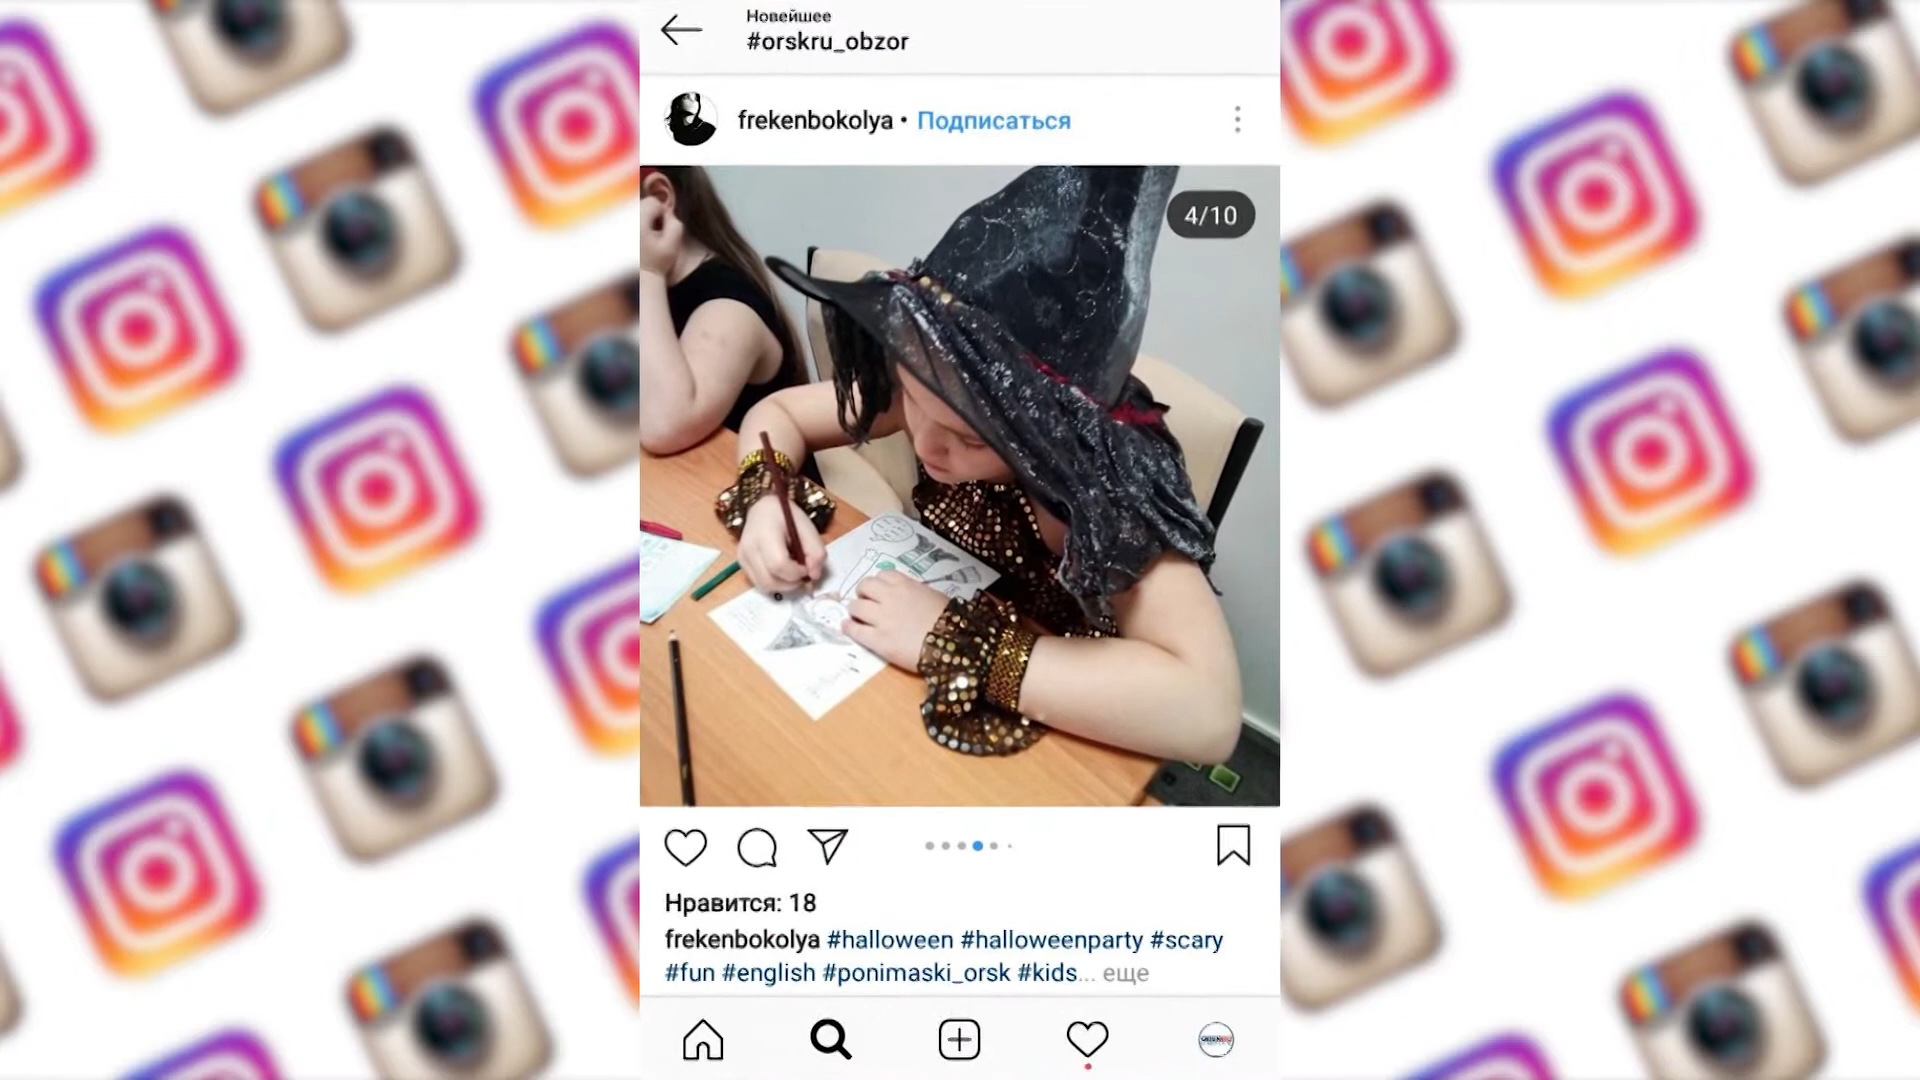 Новейшее
#orskru_obzor
frekenbokolya • Подписаться
4/10
Нравится: 18
frekenbokolya #halloween #halloweenparty #scary
#fun #english #ponimaski_orsk #kids... еще